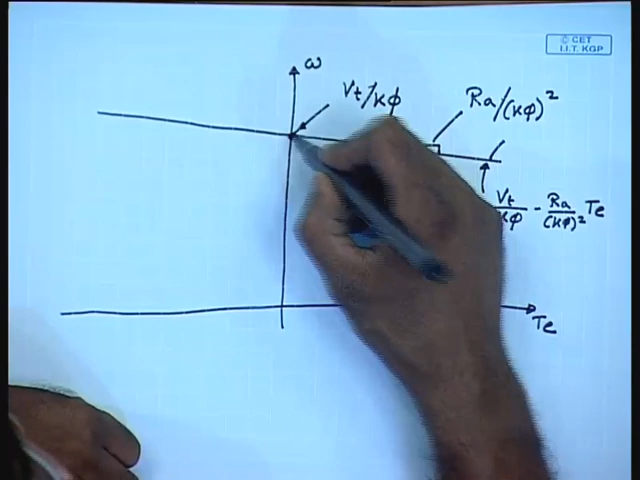 © CET
I.I.T. KGP
ω
Vt/kφ
Ra/(kφ)²
Vt/kφ - Ra/(kφ)² Te
Te